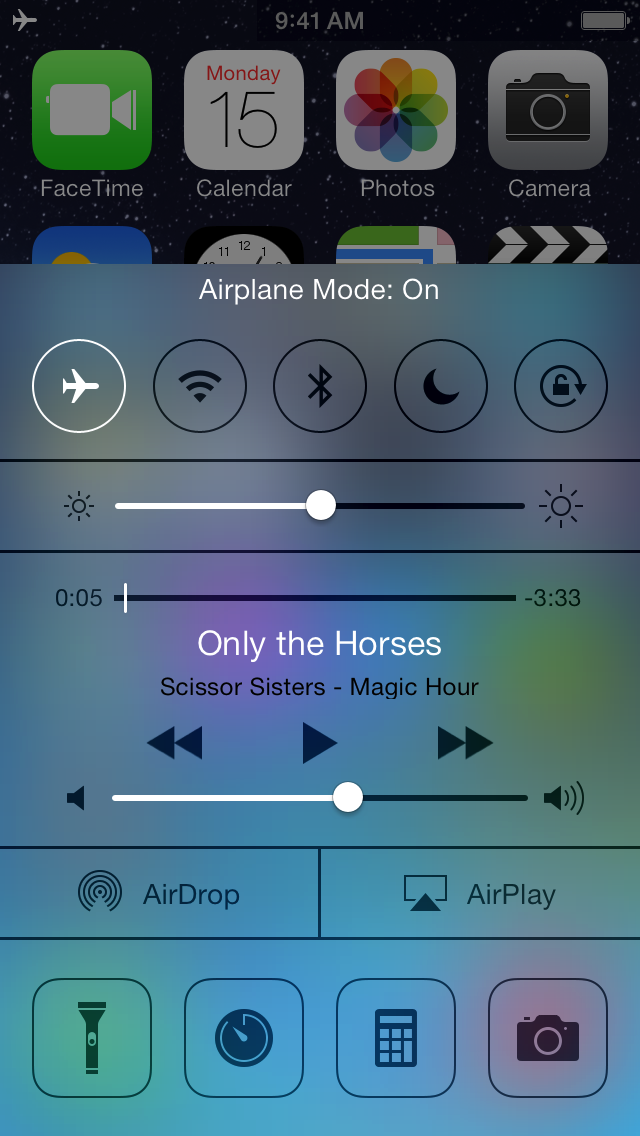 9:41 AM
Monday
15
FaceTime
Calendar
Photos
Camera
11 12 1
Airplane Mode: On
0:05
-3:33
Only the Horses
Scissor Sisters - Magic Hour
AirDrop
AirPlay